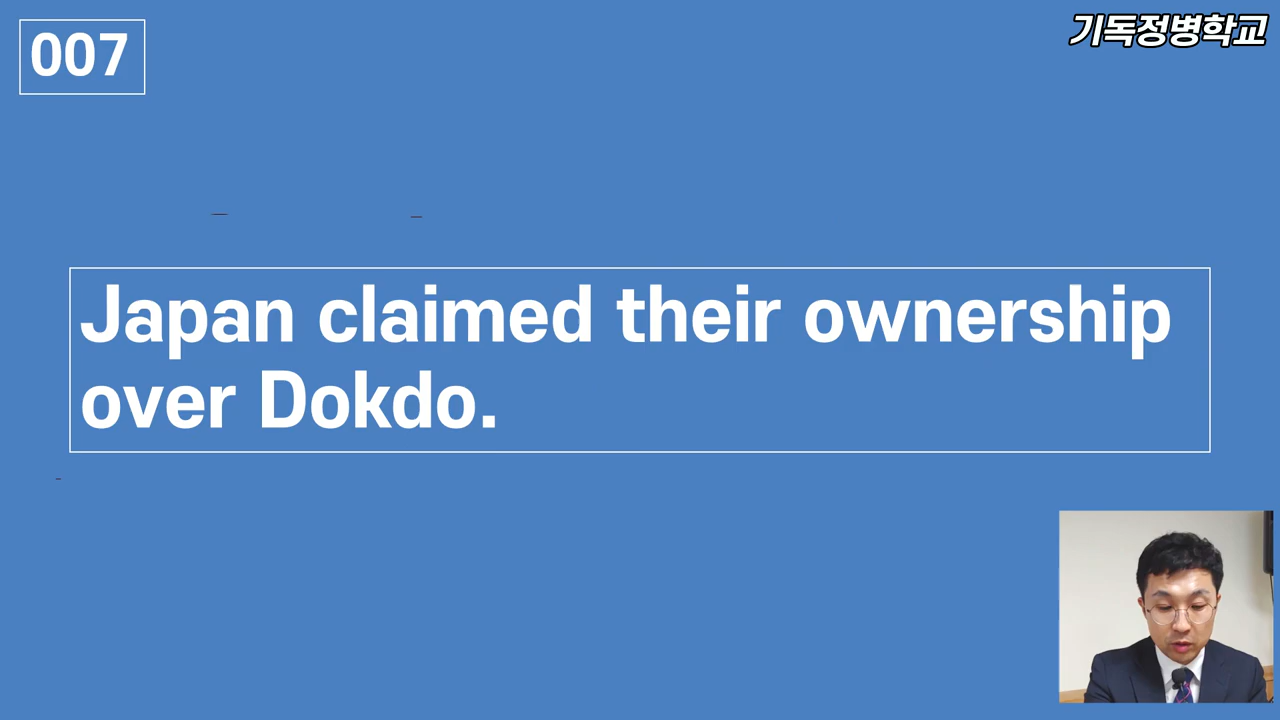 007
기독정병학교
Japan claimed their ownership
over Dokdo.